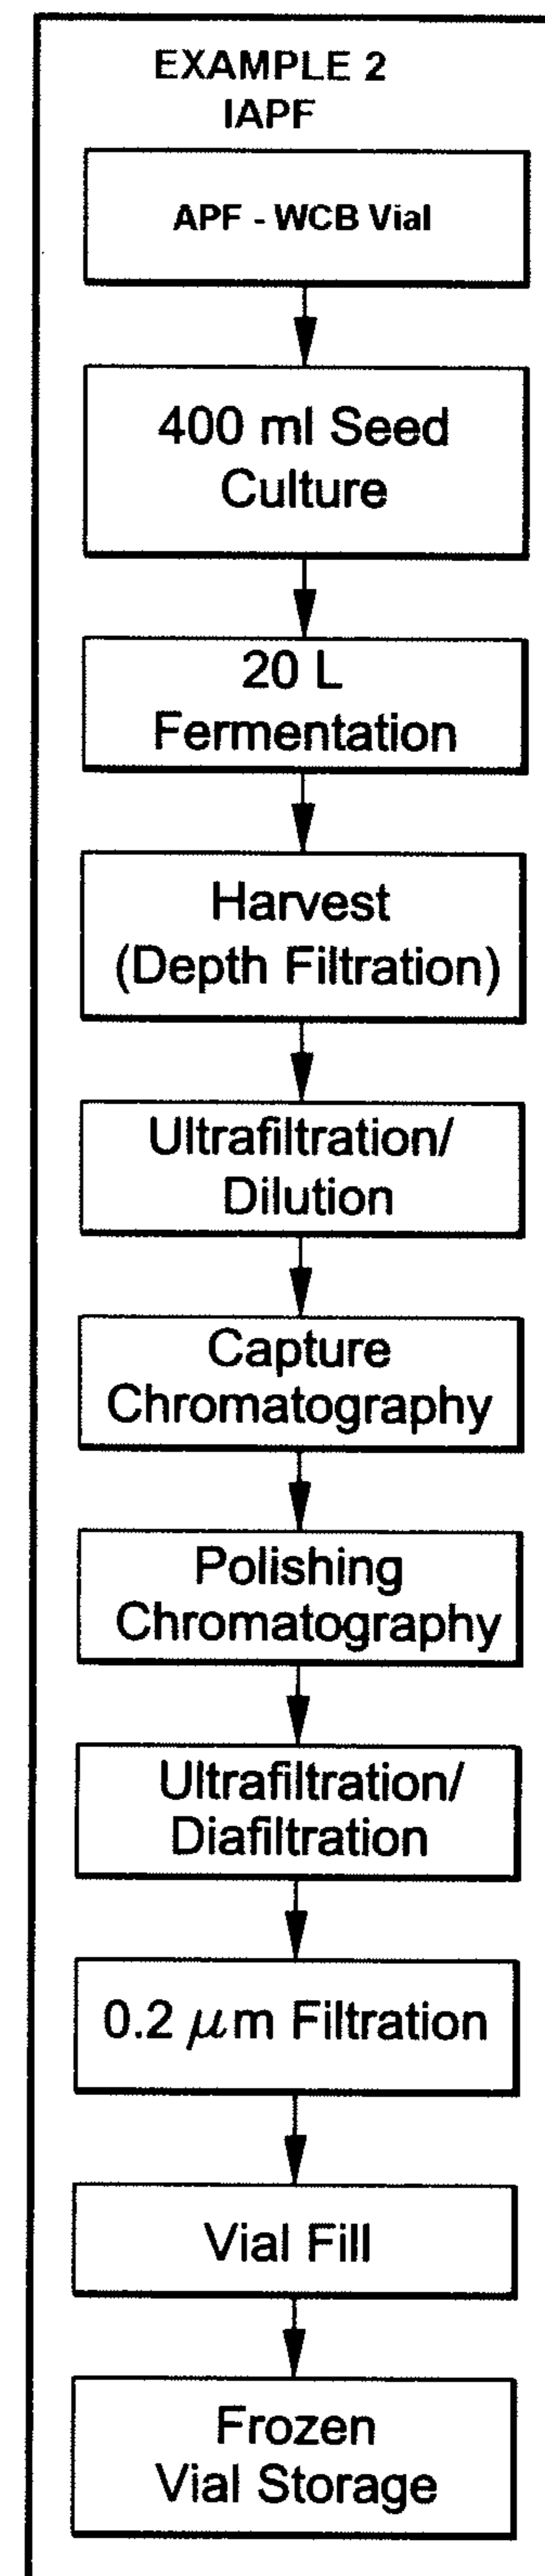 EXAMPLE 2
IAPF
APF - WCB Vial
400 ml Seed
Culture
20 L
Fermentation
Harvest
(Depth Filtration)
Ultrafiltration/
Dilution
Capture
Chromatography
Polishing
Chromatography
Ultrafiltration/
Diafiltration
0.2 μm Filtration
Vial Fill
Frozen
Vial Storage